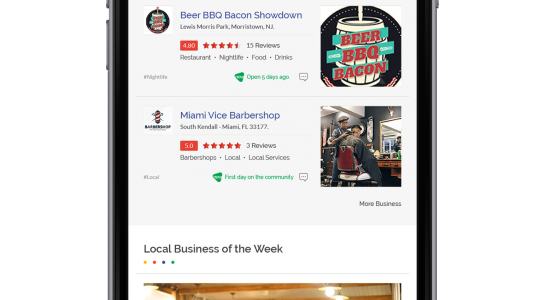 Beer BBQ Bacon Showdown
Lewis Morris Park, Morristown, NJ.
4.80 15 Reviews
Restaurant • Nightlife • Food • Drinks
#Nightlife Open 5 days ago
BEER
BBQ
BACON
Miami Vice Barbershop
South Kendall - Miami, FL 33177.
BARBERSHOP
5.0 3 Reviews
Barbershops • Local • Local Services
#Local First day on the community
More Business
Local Business of the Week